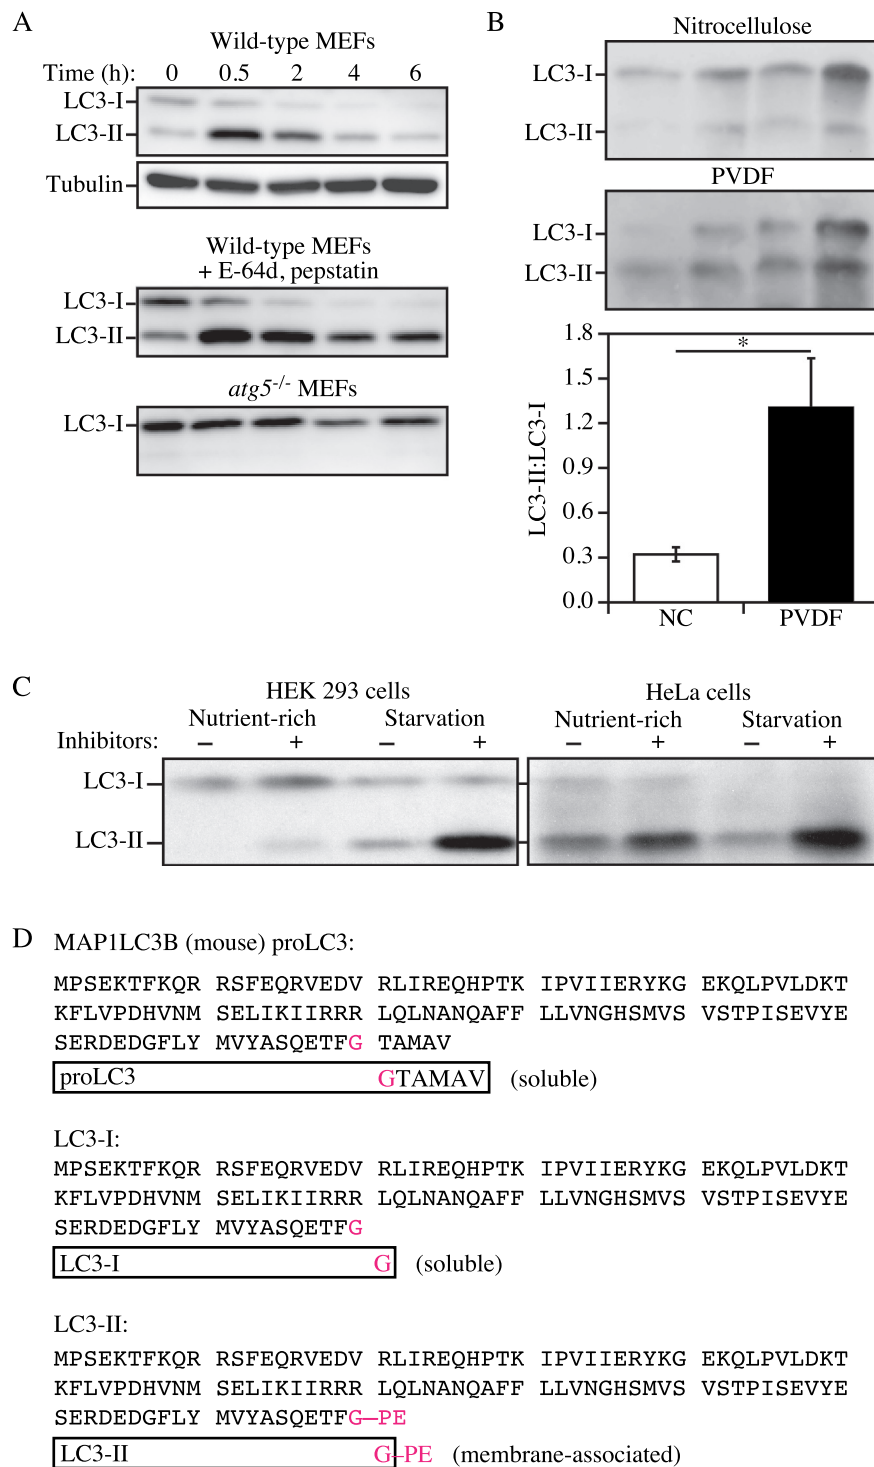 A
Wild-type MEFs
Time (h): 0 0.5 2 4 6
LC3-I
LC3-II
Tubulin
Wild-type MEFs
+ E-64d, pepstatin
LC3-I
LC3-II
atg5-/- MEFs
LC3-I
B
Nitrocellulose
LC3-I
LC3-II
PVDF
LC3-I
LC3-II
LC3-II:LC3-I
1.8
1.5
1.2
0.9
0.6
0.3
0.0
*
NC PVDF
C
HEK 293 cells HeLa cells
Nutrient-rich Starvation Nutrient-rich Starvation
Inhibitors: – + – + – + – +
LC3-I
LC3-II
D MAP1LC3B (mouse) proLC3:
MPSEKTFKQR RSFEQRVEDV RLIREQHPTK IPVIIERYKG EKQLPVLDKT
KFLVPDHVNM SELIKIIRRR LQLNANQAFF LLVNGHSMVS VSTPISEVYE
SERDEDGFLY MVYASQETFG TAMAV
proLC3 GTAMAV (soluble)
LC3-I:
MPSEKTFKQR RSFEQRVEDV RLIREQHPTK IPVIIERYKG EKQLPVLDKT
KFLVPDHVNM SELIKIIRRR LQLNANQAFF LLVNGHSMVS VSTPISEVYE
SERDEDGFLY MVYASQETFG
LC3-I G (soluble)
LC3-II:
MPSEKTFKQR RSFEQRVEDV RLIREQHPTK IPVIIERYKG EKQLPVLDKT
KFLVPDHVNM SELIKIIRRR LQLNANQAFF LLVNGHSMVS VSTPISEVYE
SERDEDGFLY MVYASQETFG–PE
LC3-II G–PE (membrane-associated)